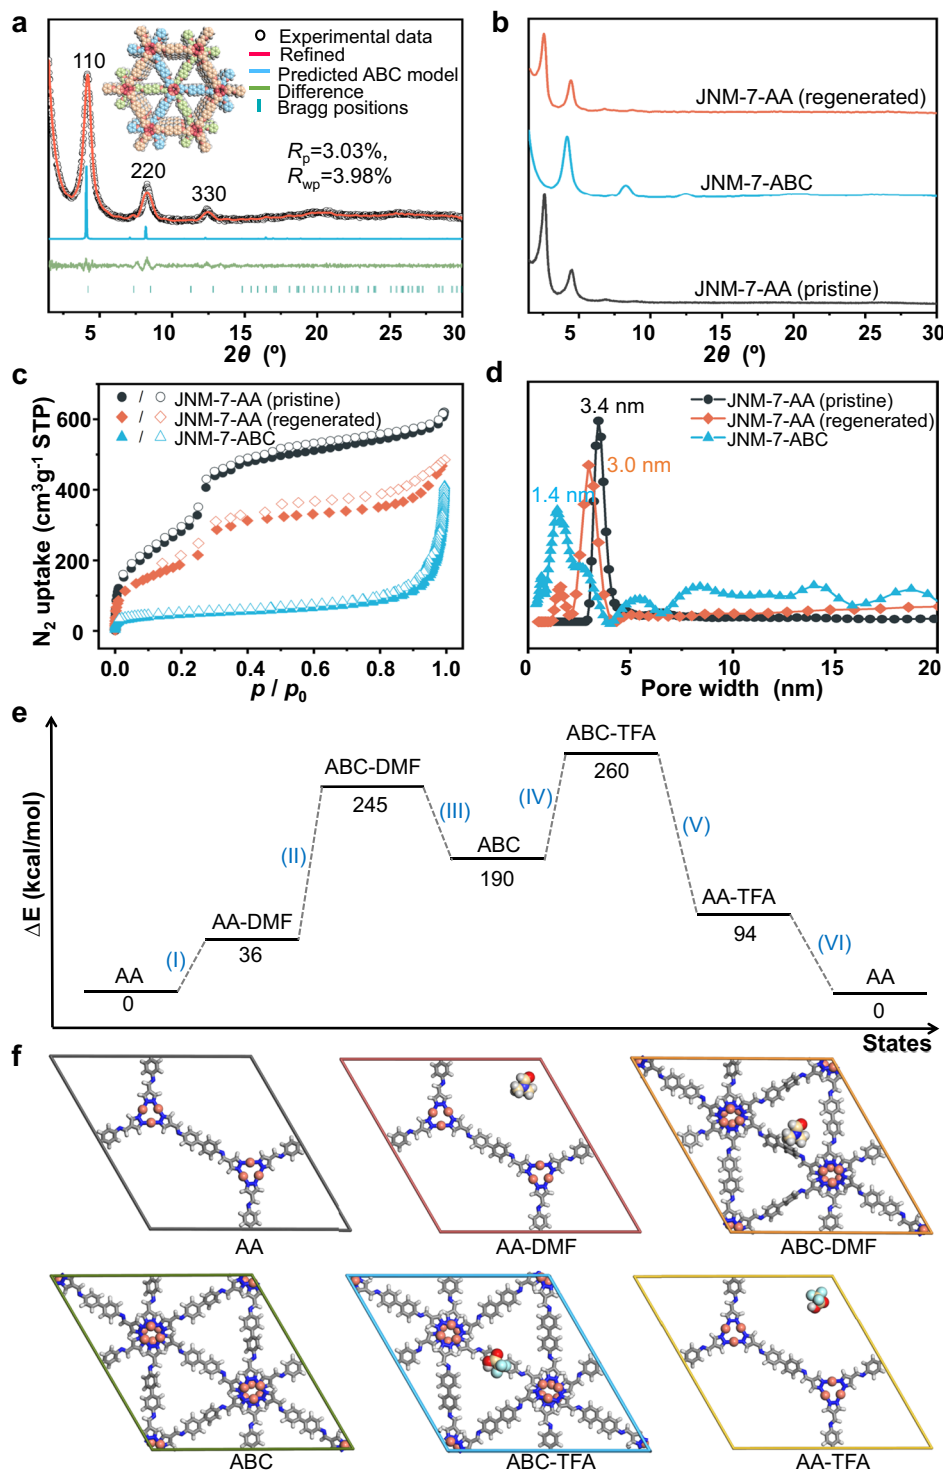 a
110
220
330
Experimental data
Refined
Predicted ABC model
Difference
Bragg positions
Rp=3.03%,
Rwp=3.98%
5 10 15 20 25 30
2θ (º)
b
JNM-7-AA (regenerated)
JNM-7-ABC
JNM-7-AA (pristine)
5 10 15 20 25 30
2θ (º)
c
/ JNM-7-AA (pristine)
/ JNM-7-AA (regenerated)
/ JNM-7-ABC
N2 uptake (cm3g-1 STP)
600
400
200
0
0.0 0.2 0.4 0.6 0.8 1.0
p / p0
d
JNM-7-AA (pristine)
JNM-7-AA (regenerated)
JNM-7-ABC
3.4 nm
3.0 nm
1.4 nm
0 5 10 15 20
Pore width (nm)
e
ΔE (kcal/mol)
AA
0
(I)
AA-DMF
36
(II)
ABC-DMF
245
(III)
ABC
190
(IV)
ABC-TFA
260
(V)
AA-TFA
94
(VI)
AA
0
States
f
AA
AA-DMF
ABC-DMF
ABC
ABC-TFA
AA-TFA